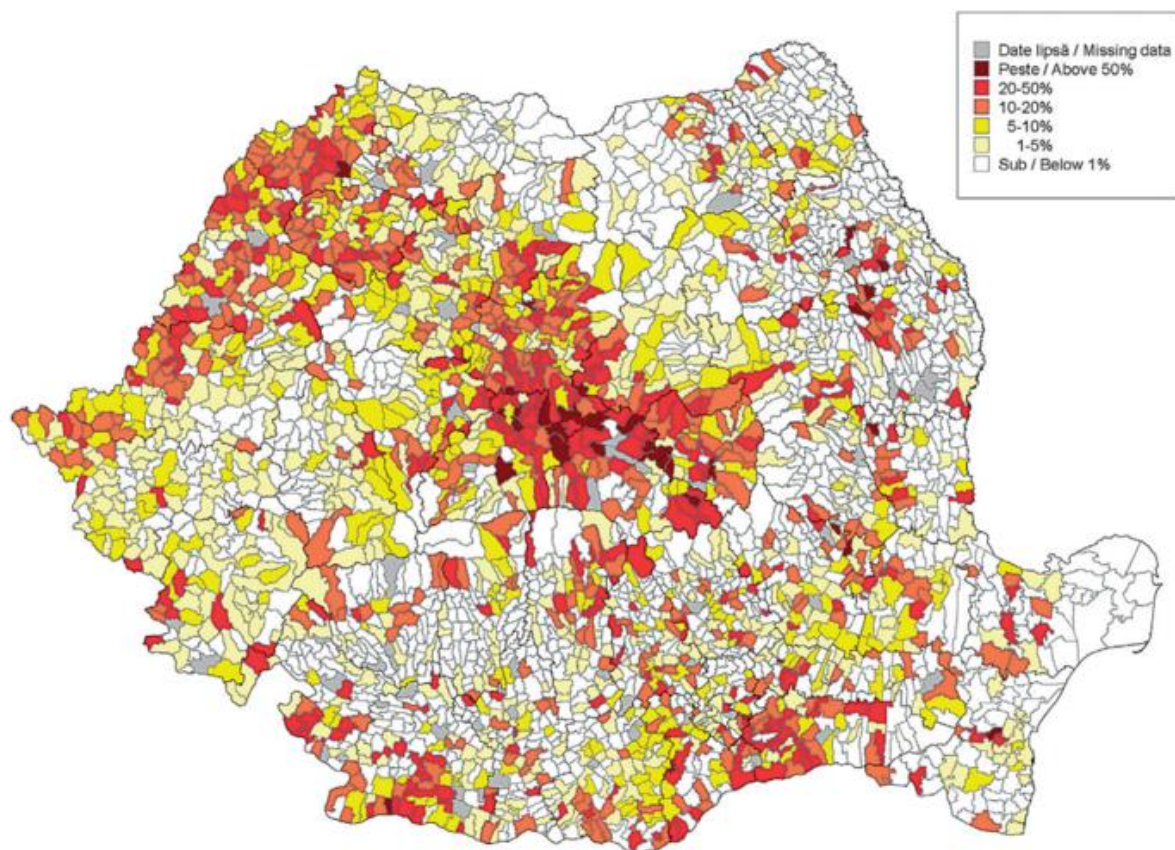 Date lipsă / Missing data
Peste / Above 50%
20-50%
10-20%
5-10%
1-5%
Sub / Below 1%